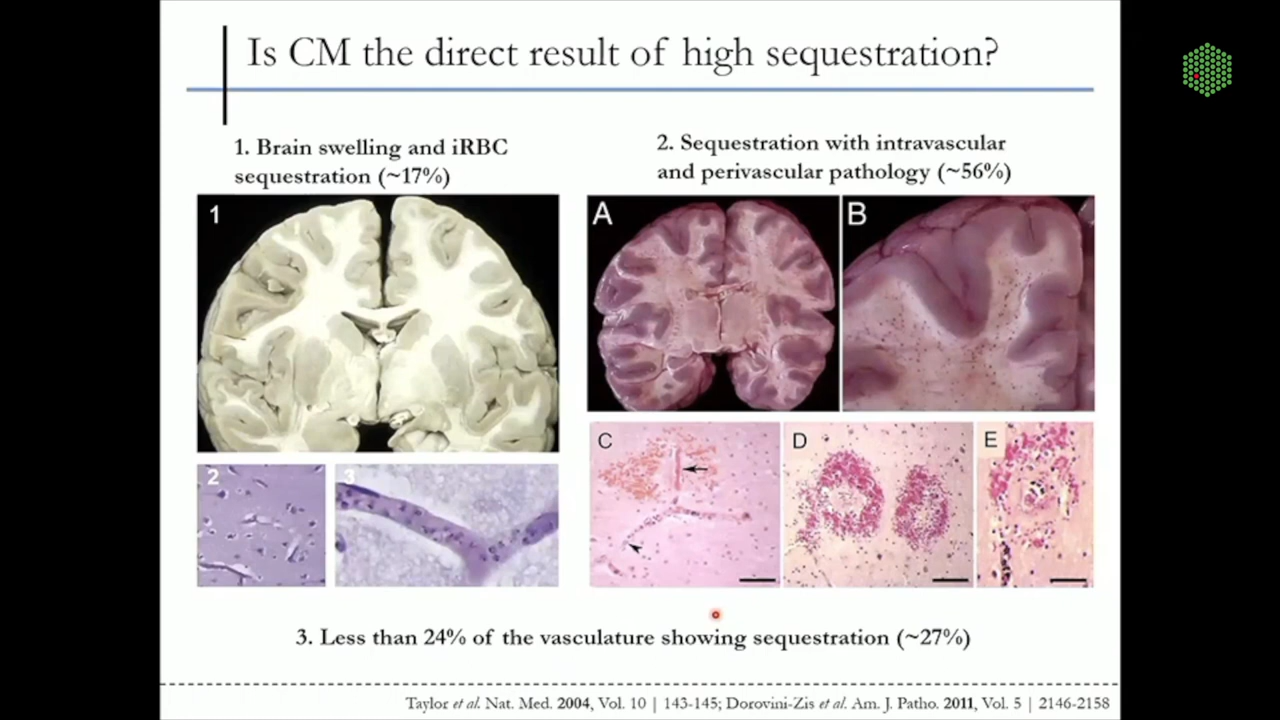 Is CM the direct result of high sequestration?
1. Brain swelling and iRBC
sequestration (~17%)
2. Sequestration with intravascular
and perivascular pathology (~56%)
1
A
B
2
3
C
D
E
3. Less than 24% of the vasculature showing sequestration (~27%)
Taylor et al. Nat. Med. 2004, Vol. 10 | 143-145; Dorovini-Zis et al. Am. J. Patho. 2011, Vol. 5 | 2146-2158